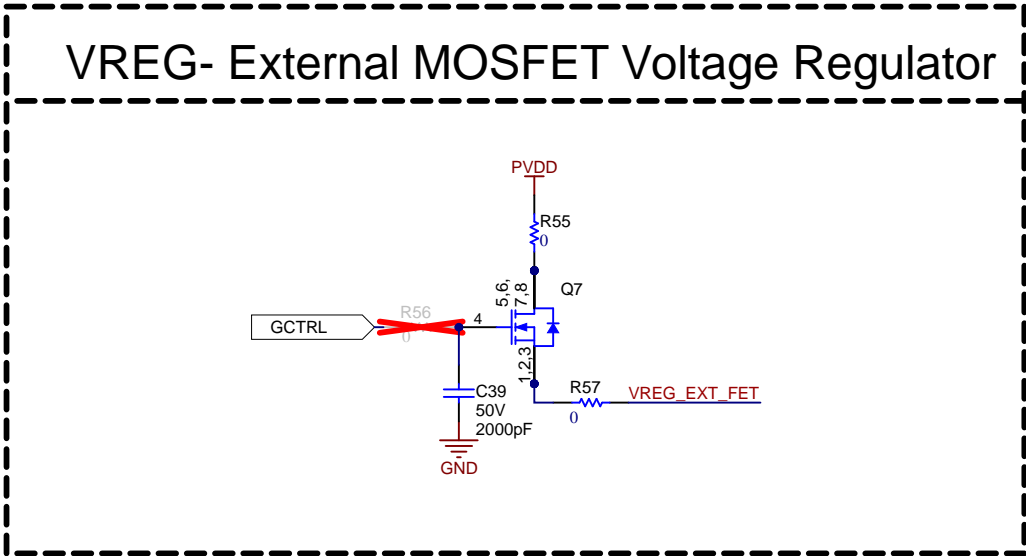 VREG- External MOSFET Voltage Regulator
PVDD
R55
0
5,6,
7,8
Q7
R56
0
GCTRL
4
1,2,3
C39
50V
2000pF
GND
R57
0
VREG_EXT_FET